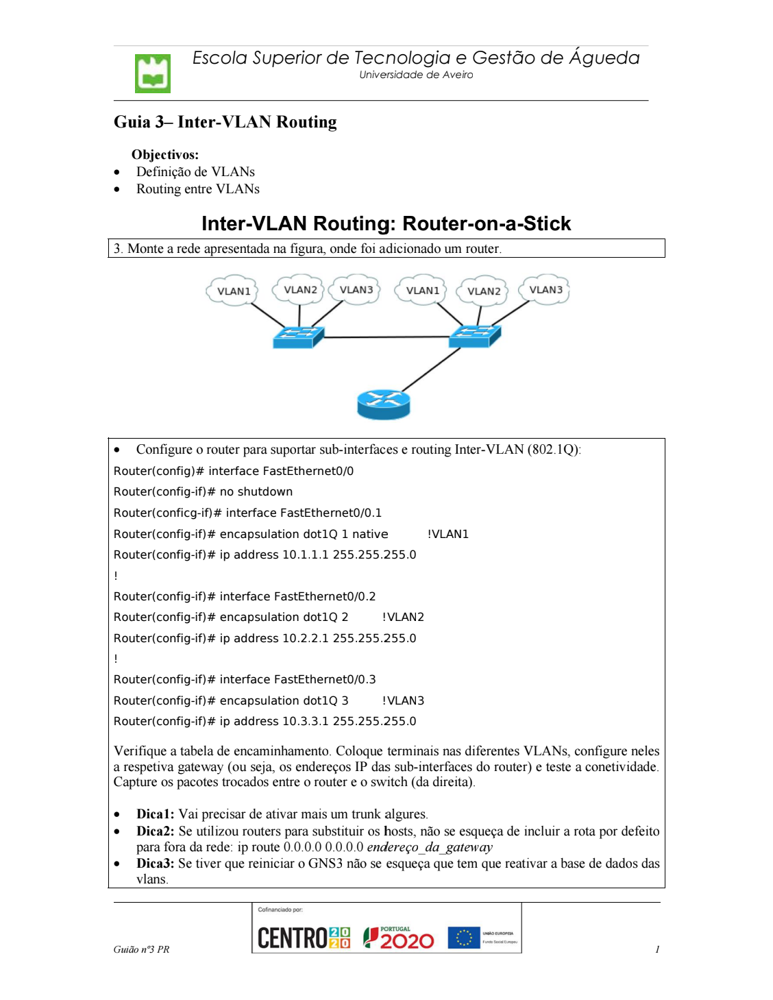 Escola Superior de Tecnologia e Gestão de Águeda
Universidade de Aveiro
Guia 3– Inter-VLAN Routing
Objectivos:
• Definição de VLANs
• Routing entre VLANs
Inter-VLAN Routing: Router-on-a-Stick
3. Monte a rede apresentada na figura, onde foi adicionado um router.
VLAN1 VLAN2 VLAN3 VLAN1 VLAN2 VLAN3
• Configure o router para suportar sub-interfaces e routing Inter-VLAN (802.1Q):
Router(config)# interface FastEthernet0/0
Router(config-if)# no shutdown
Router(conficg-if)# interface FastEthernet0/0.1
Router(config-if)# encapsulation dot1Q 1 native !VLAN1
Router(config-if)# ip address 10.1.1.1 255.255.255.0
!
Router(config-if)# interface FastEthernet0/0.2
Router(config-if)# encapsulation dot1Q 2 !VLAN2
Router(config-if)# ip address 10.2.2.1 255.255.255.0
!
Router(config-if)# interface FastEthernet0/0.3
Router(config-if)# encapsulation dot1Q 3 !VLAN3
Router(config-if)# ip address 10.3.3.1 255.255.255.0
Verifique a tabela de encaminhamento. Coloque terminais nas diferentes VLANs, configure neles
a respetiva gateway (ou seja, os endereços IP das sub-interfaces do router) e teste a conetividade.
Capture os pacotes trocados entre o router e o switch (da direita).
• Dica1: Vai precisar de ativar mais um trunk algures.
• Dica2: Se utilizou routers para substituir os hosts, não se esqueça de incluir a rota por defeito
para fora da rede: ip route 0.0.0.0 0.0.0.0 endereço_da_gateway
• Dica3: Se tiver que reiniciar o GNS3 não se esqueça que tem que reativar a base de dados das
vlans.
Cofinanciado por:
CENTRO 2020
PORTUGAL
2020
UNIÃO EUROPEIA
Fundo Social Europeu
Guião nº3 PR
1